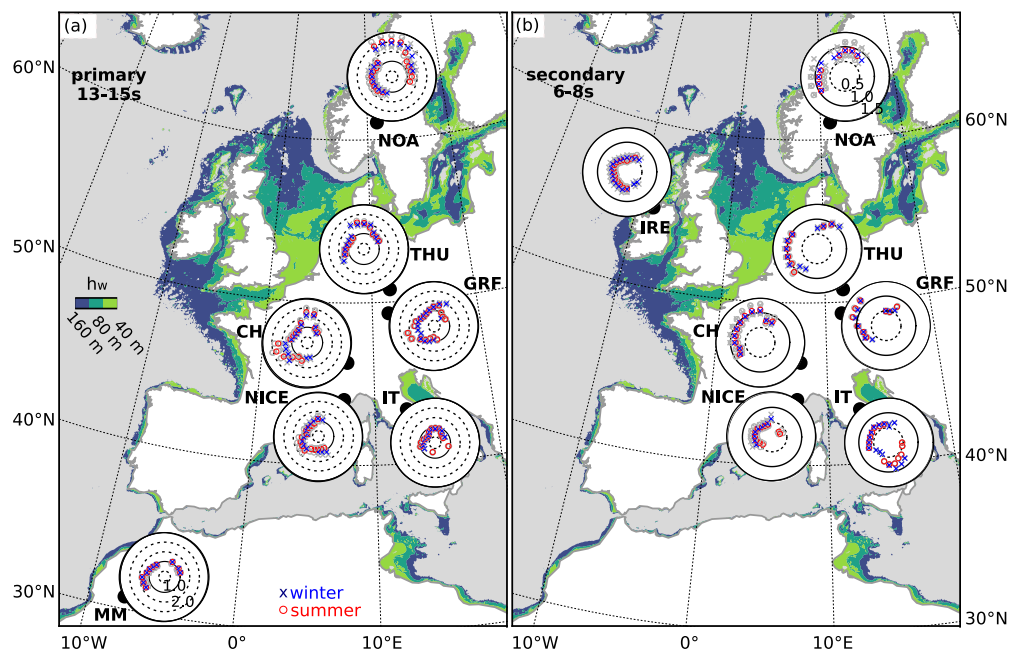 (a)
primary
13-15s
60°N
50°N
40°N
30°N
NOA
THU
GRF
CH
NICE
IT
MM
1.0
2.0
hw
160 m
80 m
40 m
×winter
○summer
10°W
0°
10°E
(b)
secondary
6-8s
0.5
1.0
1.5
NOA
IRE
THU
GRF
CH
NICE
IT
60°N
50°N
40°N
30°N
10°W
0°
10°E